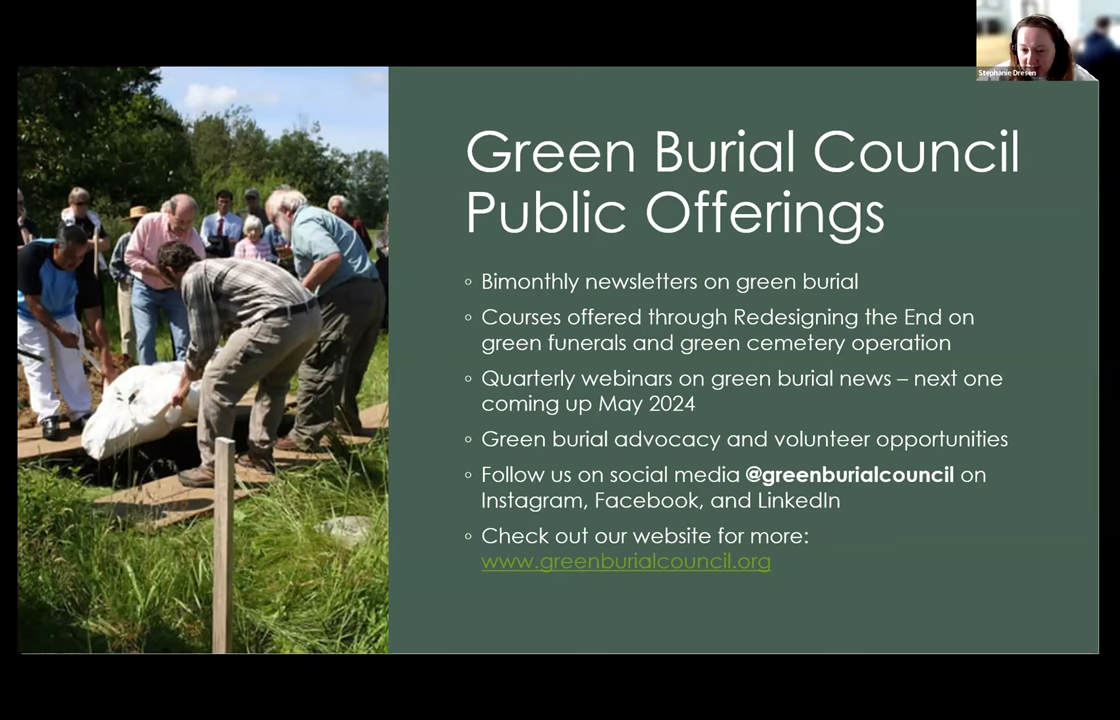 Stephanie Dresen
Green Burial Council
Public Offerings
◦ Bimonthly newsletters on green burial
◦ Courses offered through Redesigning the End on
green funerals and green cemetery operation
◦ Quarterly webinars on green burial news – next one
coming up May 2024
◦ Green burial advocacy and volunteer opportunities
◦ Follow us on social media @greenburialcouncil on
Instagram, Facebook, and LinkedIn
◦ Check out our website for more:
www.greenburialcouncil.org